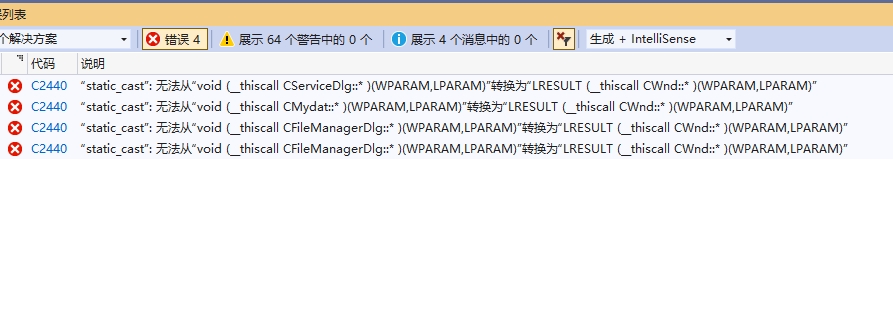 误列表
个解决方案 错误 4 展示 64 个警告中的 0 个 展示 4 个消息中的 0 个 生成 + IntelliSense
代码 说明
C2440 “static_cast”: 无法从“void (__thiscall CServiceDlg::* )(WPARAM,LPARAM)”转换为“LRESULT (__thiscall CWnd::* )(WPARAM,LPARAM)”
C2440 “static_cast”: 无法从“void (__thiscall CMydat::* )(WPARAM,LPARAM)”转换为“LRESULT (__thiscall CWnd::* )(WPARAM,LPARAM)”
C2440 “static_cast”: 无法从“void (__thiscall CFileManagerDlg::* )(WPARAM,LPARAM)”转换为“LRESULT (__thiscall CWnd::* )(WPARAM,LPARAM)”
C2440 “static_cast”: 无法从“void (__thiscall CFileManagerDlg::* )(WPARAM,LPARAM)”转换为“LRESULT (__thiscall CWnd::* )(WPARAM,LPARAM)”